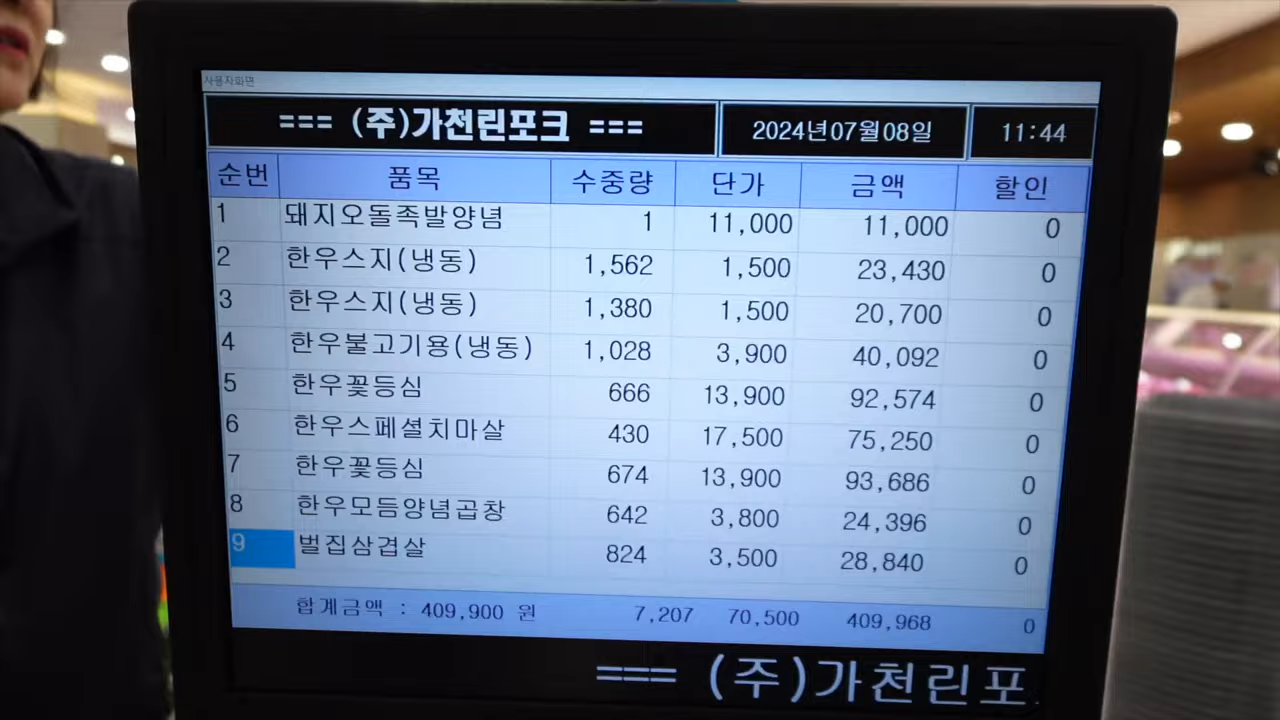 사용자화면
=== (주)가천린포크 === 2024년07월08일 11:44
순번 품목 수중량 단가 금액 할인
1 돼지오돌족발양념 1 11,000 11,000 0
2 한우스지(냉동) 1,562 1,500 23,430 0
3 한우스지(냉동) 1,380 1,500 20,700 0
4 한우불고기용(냉동) 1,028 3,900 40,092 0
5 한우꽃등심 666 13,900 92,574 0
6 한우스페셜치마살 430 17,500 75,250 0
7 한우꽃등심 674 13,900 93,686 0
8 한우모듬양념곱창 642 3,800 24,396 0
9 벌집삼겹살 824 3,500 28,840 0
합계금액 : 409,900 원 7,207 70,500 409,968 0
=== (주)가천린포